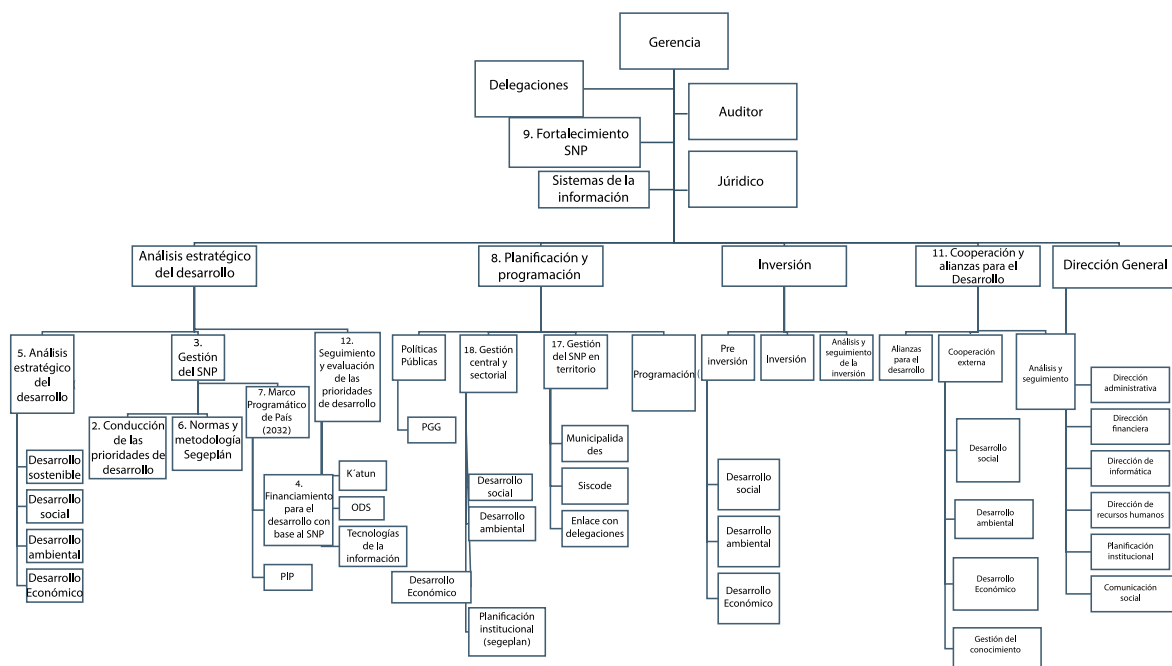 Gerencia
Delegaciones
Auditor
9. Fortalecimiento
SNP
Sistemas de la
información
Júridico
Análisis estratégico
del desarrollo
8. Planificación y
programación
Inversión
11. Cooperación y
alianzas para el
Desarrollo
Dirección General
5. Análisis
estratégico
del
desarrollo
3.
Gestión
del SNP
12.
Seguimiento
y evaluación
de las
prioridades
de desarrollo
Políticas
Públicas
18. Gestión
central y
sectorial
17. Gestión
del SNP en
territorio
Programación (
Pre
inversión
Inversión
Análisis y
seguimiento
de la
inversión
Alianzas
para el
desarrollo
Cooperación
externa
Análisis y
seguimiento
2. Conducción
de las
prioridades
de desarrollo
6. Normas y
metodología
Segeplán
7. Marco
Programático
de País
(2032)
4.
Financiamiento
para el
desarrollo con
base al SNP
PIP
Desarrollo
sostenible
Desarrollo
social
Desarrollo
ambiental
Desarrollo
Económico
K´atun
ODS
Tecnologías
de la
información
PGG
Desarrollo
social
Desarrollo
ambiental
Desarrollo
Económico
Planificación
institucional
(segeplan)
Municipalida
des
Siscode
Enlace con
delegaciones
Desarrollo
social
Desarrollo
ambiental
Desarrollo
Económico
Desarrollo
social
Desarrollo
ambiental
Desarrollo
Económico
Gestión del
conocimiento
Dirección
administrativa
Dirección
financiera
Dirección de
informática
Dirección de
recursos humanos
Planificación
institucional
Comunicación
social